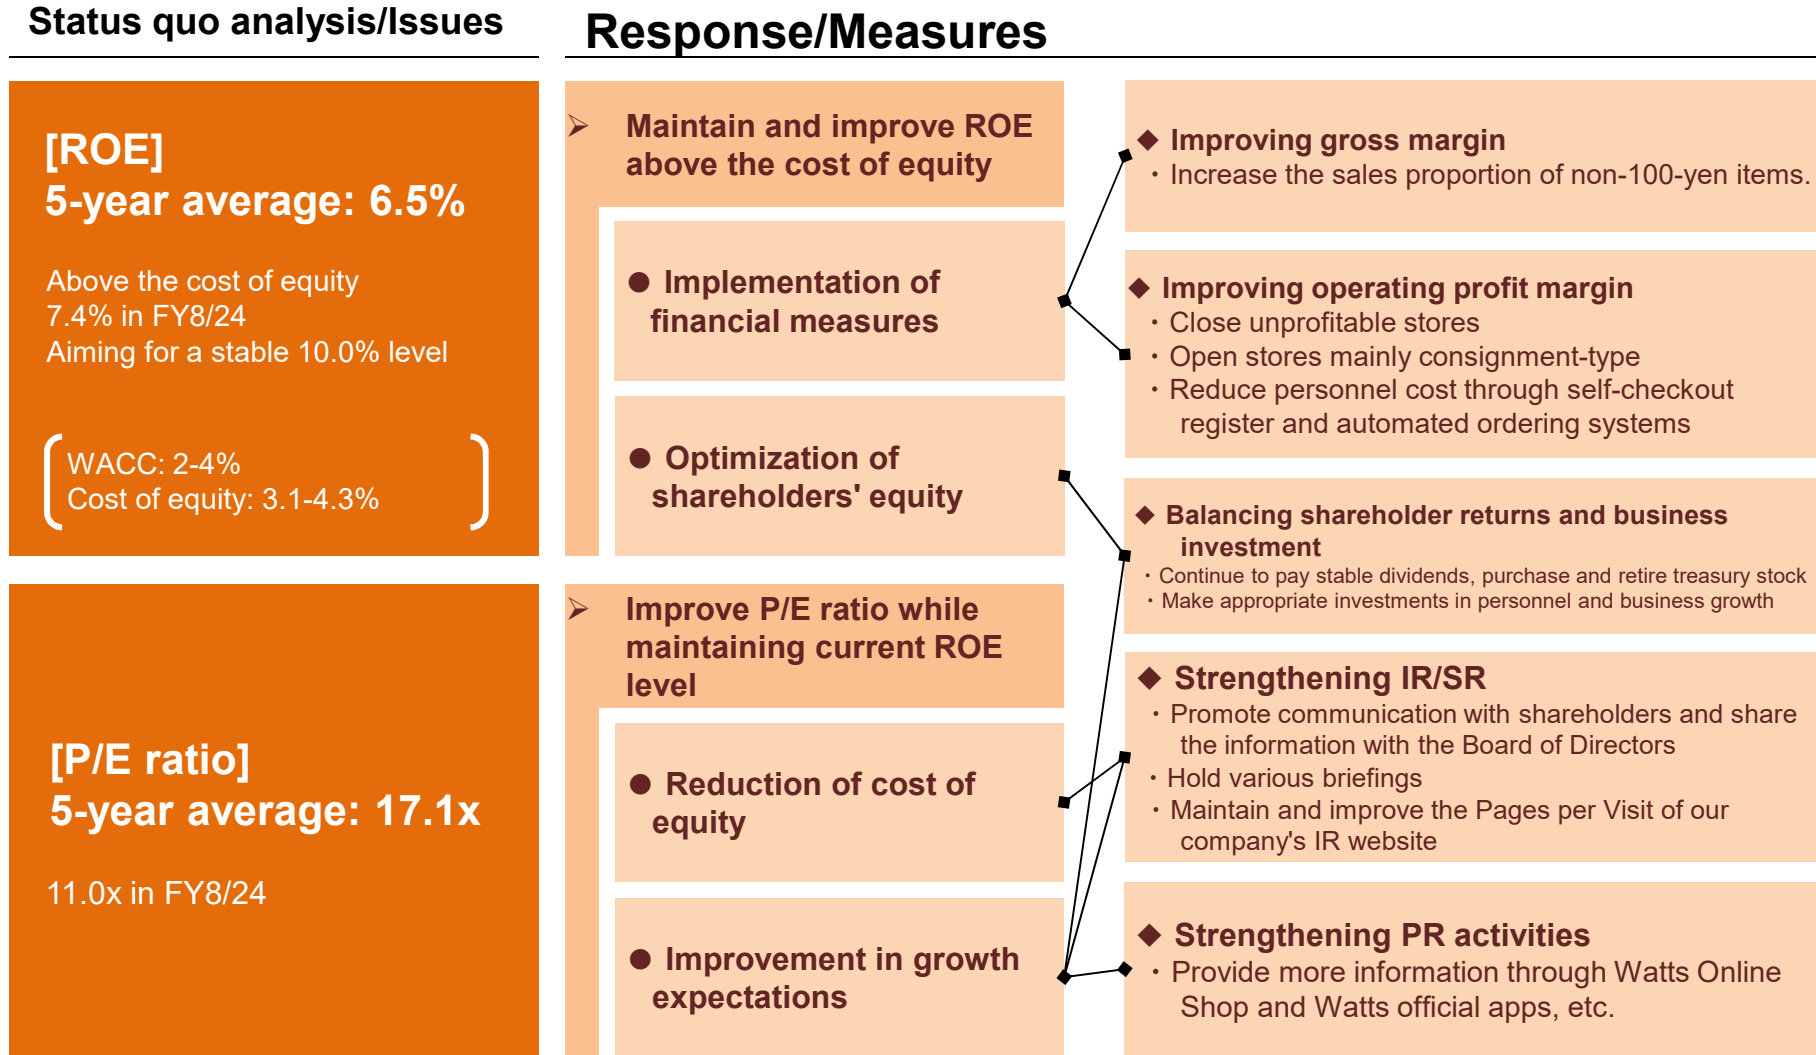 Status quo analysis/Issues
Response/Measures
[ROE]
5-year average: 6.5%
Above the cost of equity
7.4% in FY8/24
Aiming for a stable 10.0% level
WACC: 2-4%
Cost of equity: 3.1-4.3%
[P/E ratio]
5-year average: 17.1x
11.0x in FY8/24
➢ Maintain and improve ROE
above the cost of equity
● Implementation of
financial measures
● Optimization of
shareholders' equity
➢ Improve P/E ratio while
maintaining current ROE
level
● Reduction of cost of
equity
● Improvement in growth
expectations
◆ Improving gross margin
・Increase the sales proportion of non-100-yen items.
◆ Improving operating profit margin
・Close unprofitable stores
・Open stores mainly consignment-type
・Reduce personnel cost through self-checkout
register and automated ordering systems
◆ Balancing shareholder returns and business
investment
・Continue to pay stable dividends, purchase and retire treasury stock
・Make appropriate investments in personnel and business growth
◆ Strengthening IR/SR
・Promote communication with shareholders and share
the information with the Board of Directors
・Hold various briefings
・Maintain and improve the Pages per Visit of our
company's IR website
◆ Strengthening PR activities
・Provide more information through Watts Online
Shop and Watts official apps, etc.